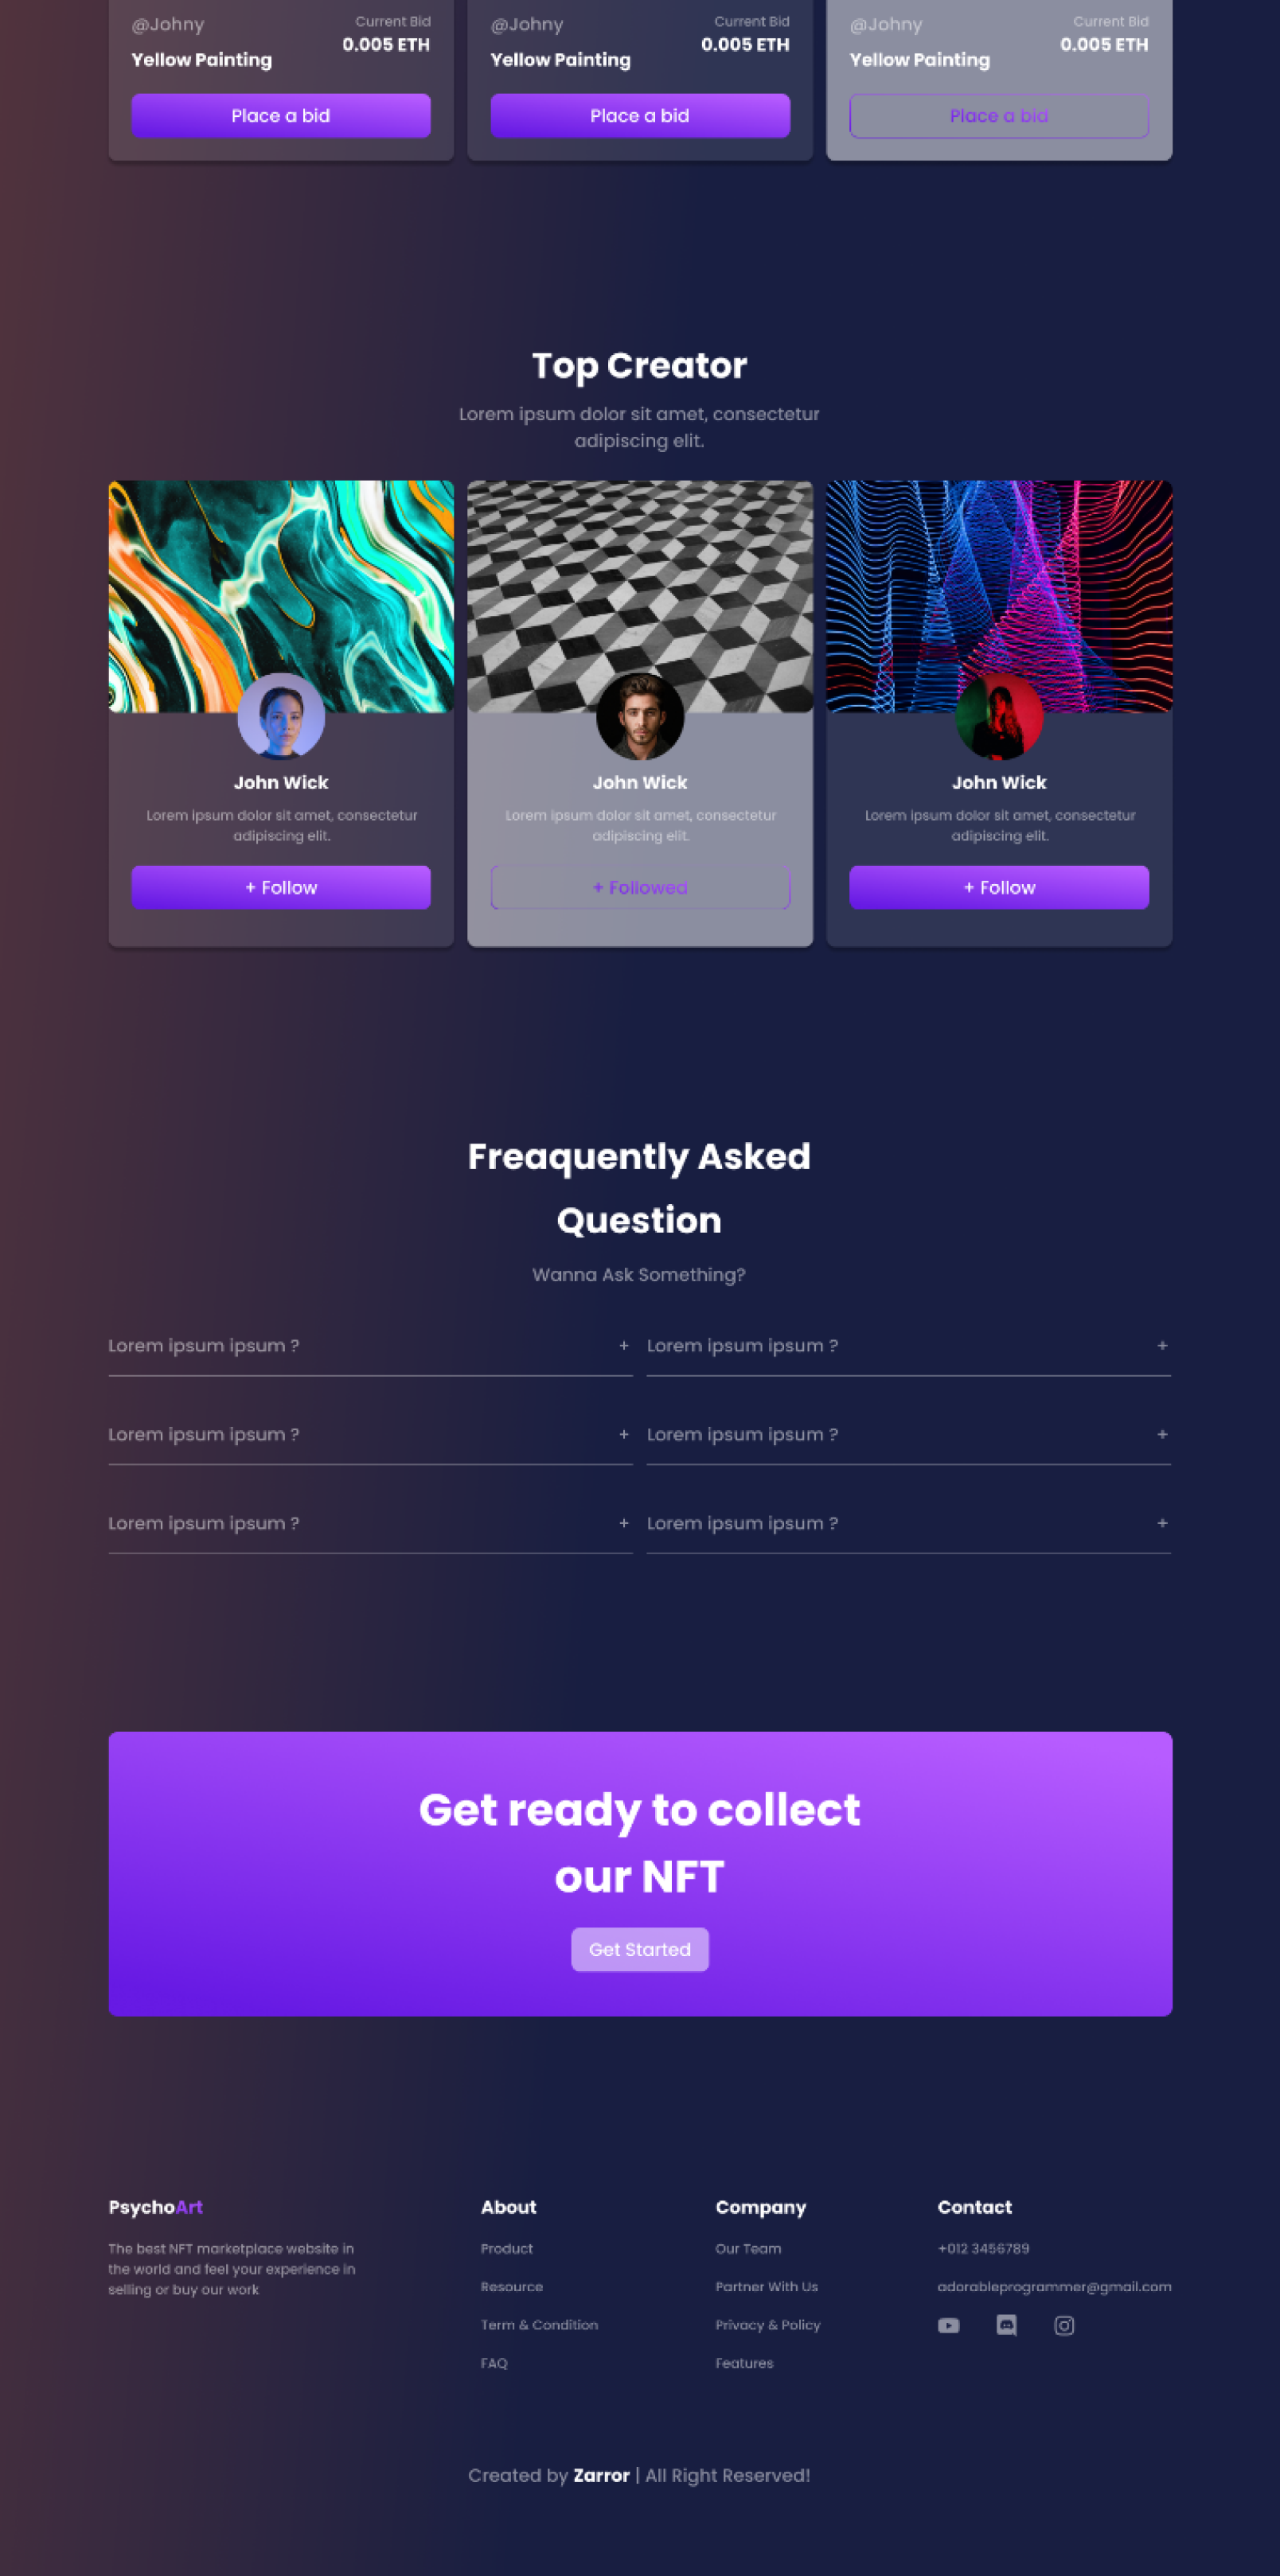 @Johny
Current Bid
0.005 ETH
Yellow Painting
Place a bid
@Johny
Current Bid
0.005 ETH
Yellow Painting
Place a bid
@Johny
Current Bid
0.005 ETH
Yellow Painting
Place a bid
Top Creator
Lorem ipsum dolor sit amet, consectetur
adipiscing elit.
John Wick
Lorem ipsum dolor sit amet, consectetur
adipiscing elit.
+ Follow
John Wick
Lorem ipsum dolor sit amet, consectetur
adipiscing elit.
+ Followed
John Wick
Lorem ipsum dolor sit amet, consectetur
adipiscing elit.
+ Follow
Freaquently Asked
Question
Wanna Ask Something?
Lorem ipsum ipsum ? +
Lorem ipsum ipsum ? +
Lorem ipsum ipsum ? +
Lorem ipsum ipsum ? +
Lorem ipsum ipsum ? +
Lorem ipsum ipsum ? +
Get ready to collect
our NFT
Get Started
PsychoArt
The best NFT marketplace website in
the world and feel your experience in
selling or buy our work
About
Product
Resource
Term & Condition
FAQ
Company
Our Team
Partner With Us
Privacy & Policy
Features
Contact
+012 3456789
adorableprogrammer@gmail.com
Created by Zarror | All Right Reserved!